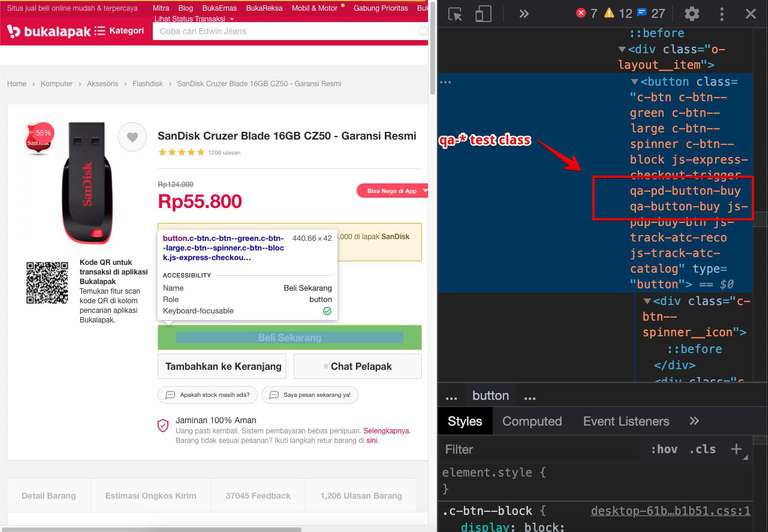 Situs jual beli online mudah & terpercaya
Mitra Blog BukaEmas BukaReksa Mobil & Motor Gabung Prioritas Buk
Lihat Status Transaksi
bukalapak Kategori
Coba cari Edwin Jeans
Home › Komputer › Aksesoris › Flashdisk › SanDisk Cruzer Blade 16GB CZ50 - Garansi Resmi
-55%
SanDisk
SanDisk
SanDisk Cruzer Blade 16GB CZ50 - Garansi Resmi
1206 ulasan
Rp124.000
Rp55.800
Bisa Nego di App
.000 di lapak SanDisk
button.c-btn.c-btn--green.c-btn-
-large.c-btn--spinner.c-btn--bloc
k.js-express-checkou...
440.66 × 42
ACCESSIBILITY
Name Beli Sekarang
Role button
Keyboard-focusable
Kode QR untuk
transaksi di aplikasi
Bukalapak
Temukan fitur scan
kode QR di kolom
pencarian aplikasi
Bukalapak.
Beli Sekarang
Tambahkan ke Keranjang
Chat Pelapak
Apakah stock masih ada?
Saya pesan sekarang ya!
Jaminan 100% Aman
Uang pasti kembali. Sistem pembayaran bebas penipuan. Selengkapnya.
Barang tidak sesuai pesanan? Ikuti langkah retur barang di sini.
Detail Barang
Estimasi Ongkos Kirim
37045 Feedback
1,206 Ulasan Barang
qa-* test class
» 7 12 27
::before
<div class="o-
layout__item">
...
<button class=
"c-btn c-btn--
green c-btn--
large c-btn--
spinner c-btn--
block js-express-
checkout-trigger
qa-pd-button-buy
qa-button-buy js-
pdp-buy-btn js-
track-atc-reco
js-track-atc-
catalog" type=
"button"> == $0
<div class="c-
btn--
spinner__icon">
::before
</div>
<div class="c-
... button ...
Styles Computed Event Listeners »
Filter :hov .cls +
element.style {
}
.c-btn--block { desktop-61b…b1b51.css:1
display: block;